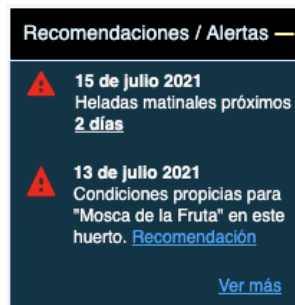 Recomendaciones / Alertas —
15 de julio 2021
Heladas matinales próximos
2 días
13 de julio 2021
Condiciones propicias para
"Mosca de la Fruta" en este
huerto. Recomendación
Ver más